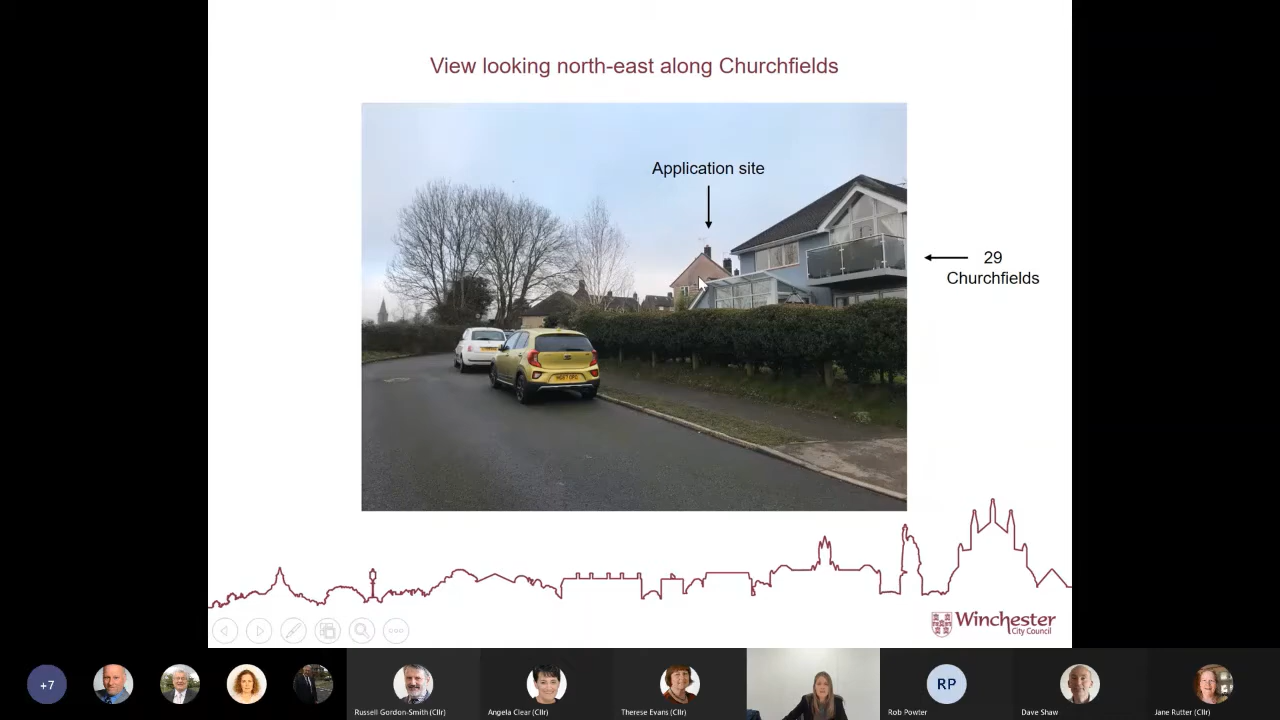 View looking north-east along Churchfields
Application site
29
Churchfields
Winchester
City Council
+7
Russell Gordon-Smith (Cllr)
Angela Clear (Cllr)
Therese Evans (Cllr)
RP
Rob Powter
Dave Shaw
Jane Rutter (Cllr)